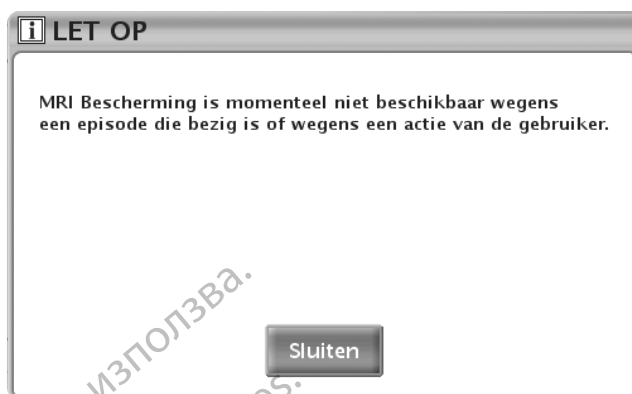 i LET OP
MRI Bescherming is momenteel niet beschikbaar wegens
een episode die bezig is of wegens een actie van de gebruiker.
използва.
Sluiten